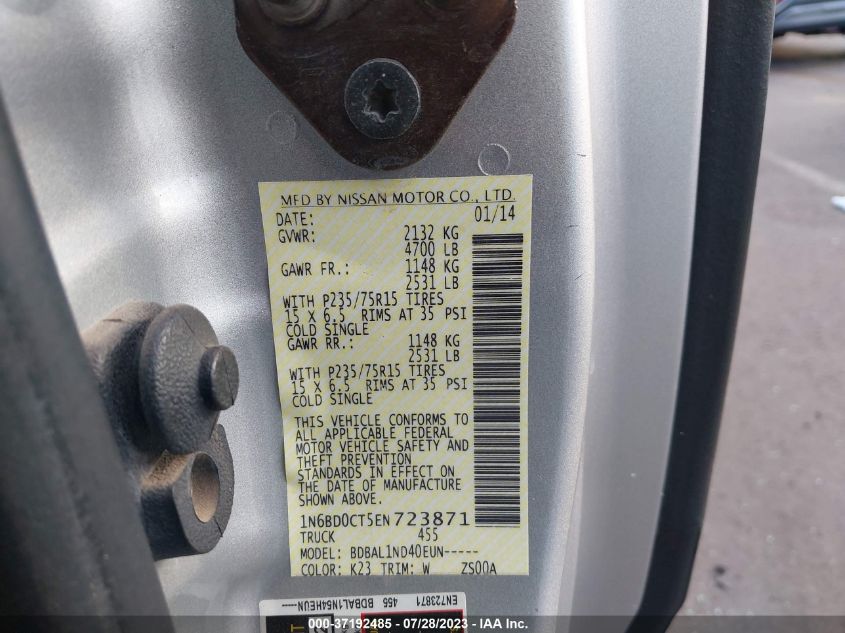 MFD BY NISSAN MOTOR CO., LTD.
DATE: 01/14
GVWR: 2132 KG
4700 LB
GAWR FR.: 1148 KG
2531 LB
WITH P235/75R15 TIRES
15 X 6.5 RIMS AT 35 PSI
COLD SINGLE
GAWR RR.: 1148 KG
2531 LB
WITH P235/75R15 TIRES
15 X 6.5 RIMS AT 35 PSI
COLD SINGLE
THIS VEHICLE CONFORMS TO
ALL APPLICABLE FEDERAL
MOTOR VEHICLE SAFETY AND
THEFT PREVENTION
STANDARDS IN EFFECT ON
THE DATE OF MANUFACTURE
SHOWN ABOVE.
1N6BD0CT5EN723871
TRUCK 455
MODEL: BDBAL1ND40EUN-----
COLOR: K23 TRIM: W ZS00A
EN723871 455 BDBAL1N54HEUN-----
000-37192485 - 07/28/2023 - IAA Inc.